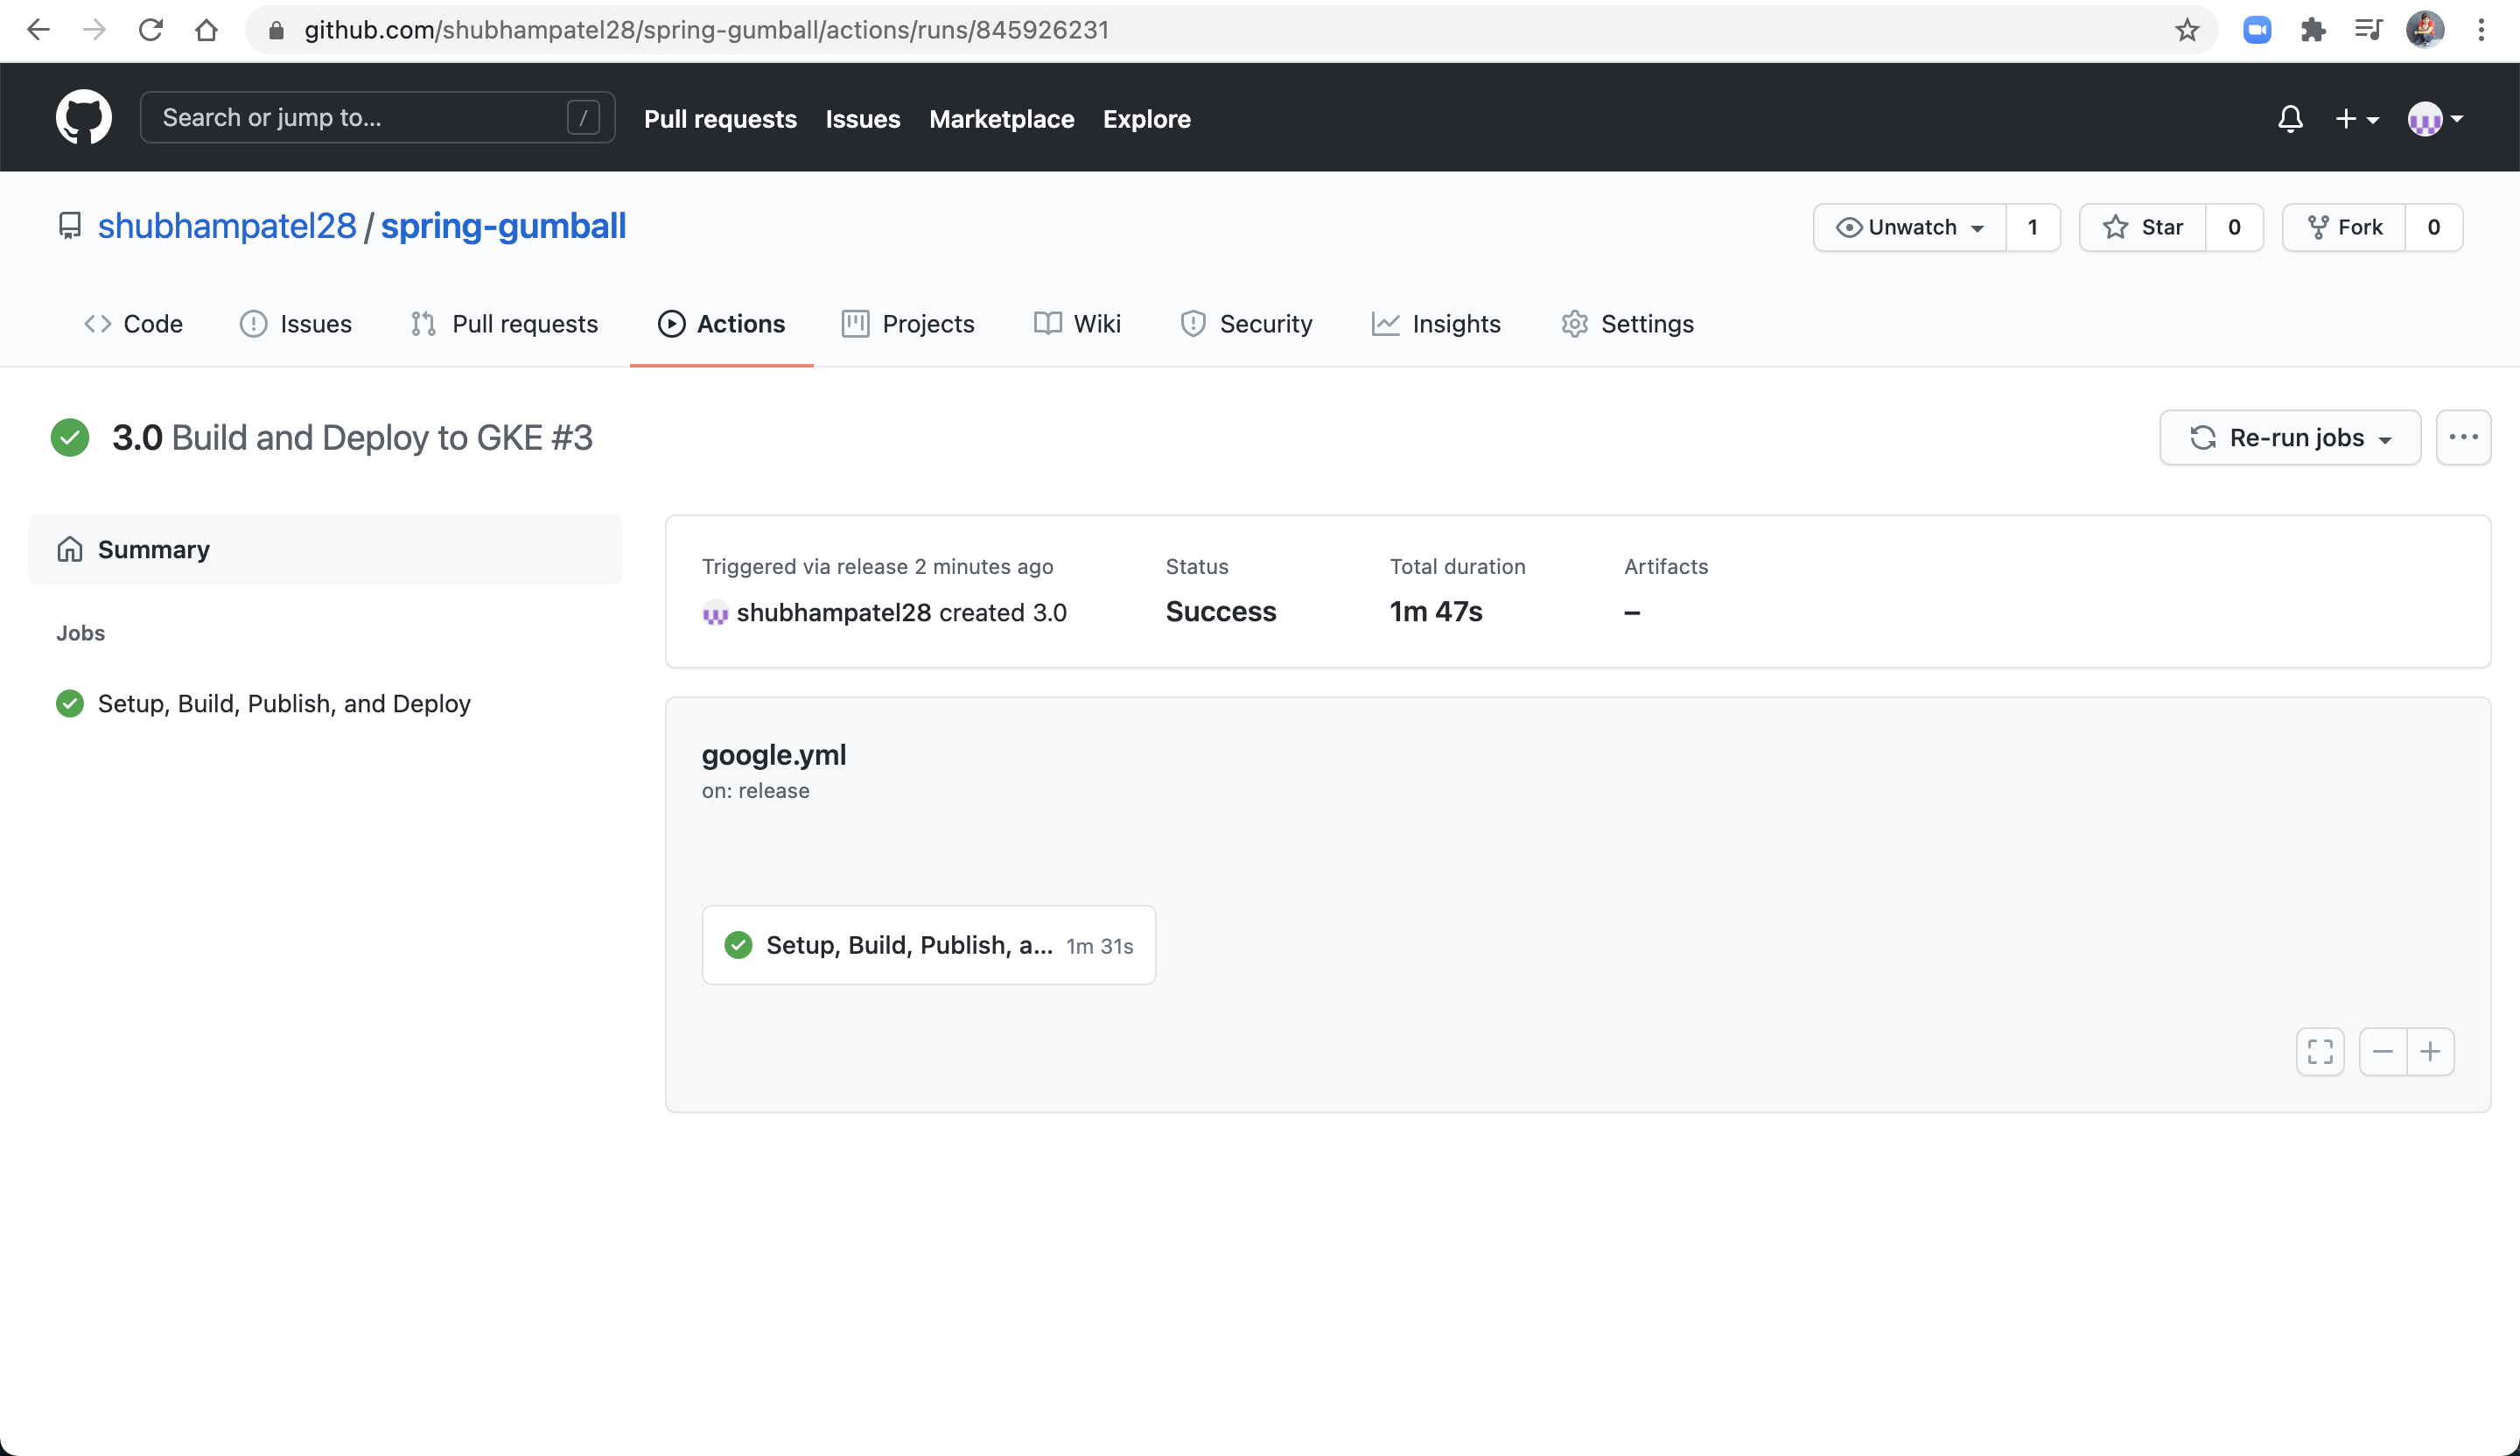 github.com/shubhampatel28/spring-gumball/actions/runs/845926231
Search or jump to... /
Pull requests Issues Marketplace Explore
shubhampatel28 / spring-gumball
Unwatch 1 Star 0 Fork 0
Code Issues Pull requests Actions Projects Wiki Security Insights Settings
3.0 Build and Deploy to GKE #3
Re-run jobs
Summary
Jobs
Setup, Build, Publish, and Deploy
Triggered via release 2 minutes ago Status Total duration Artifacts
shubhampatel28 created 3.0 Success 1m 47s –
google.yml
on: release
Setup, Build, Publish, a... 1m 31s